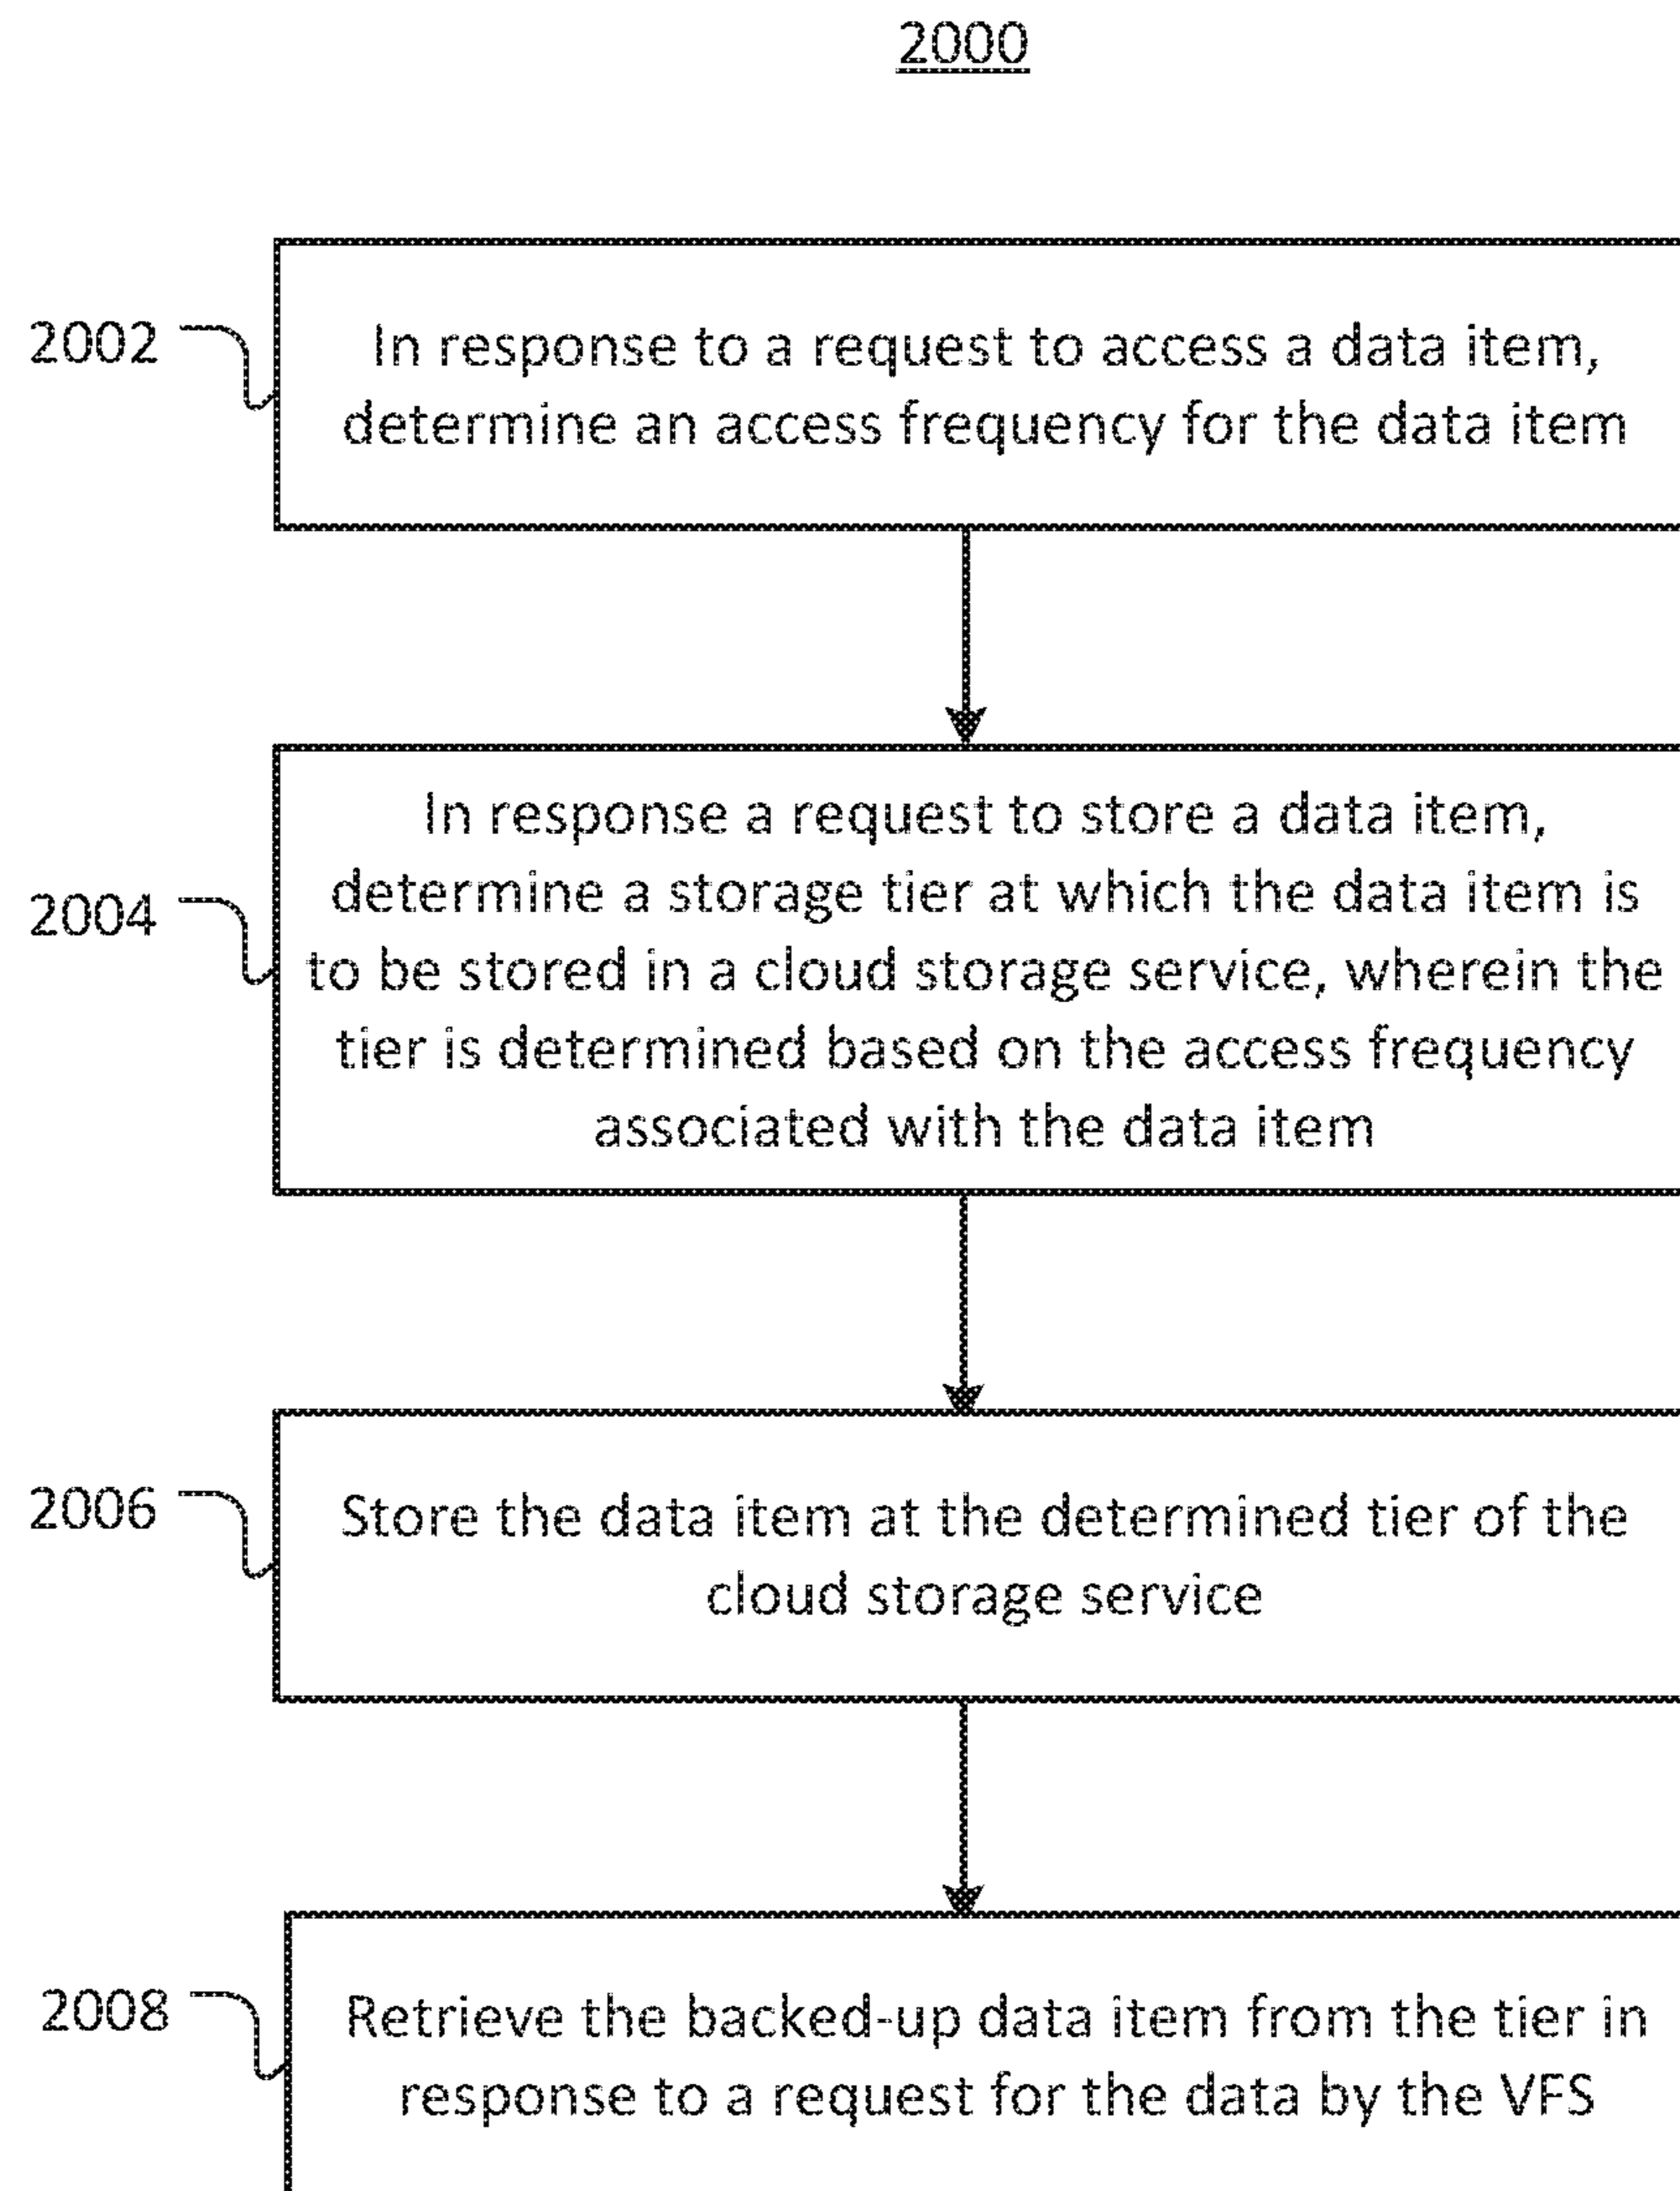 2000
2002
In response to a request to access a data item,
determine an access frequency for the data item
2004
In response a request to store a data item,
determine a storage tier at which the data item is
to be stored in a cloud storage service, wherein the
tier is determined based on the access frequency
associated with the data item
2006
Store the data item at the determined tier of the
cloud storage service
2008
Retrieve the backed-up data item from the tier in
response to a request for the data by the VFS